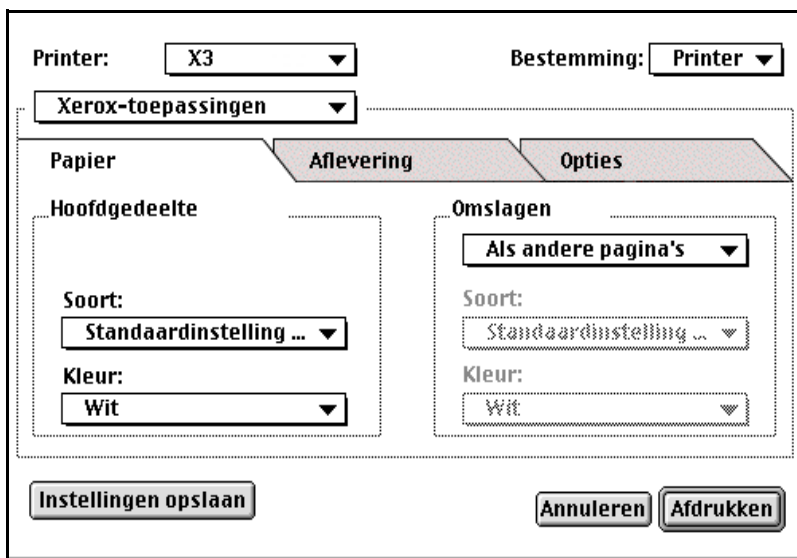 Printer: X3 Bestemming: Printer
Xerox-toepassingen
Papier Aflevering Opties
Hoofdgedeelte Omslagen
Als andere pagina's
Soort: Soort:
Standaardinstelling ... Standaardinstelling ...
Kleur: Kleur:
Wit Wit
Instellingen opslaan Annuleren Afdrukken